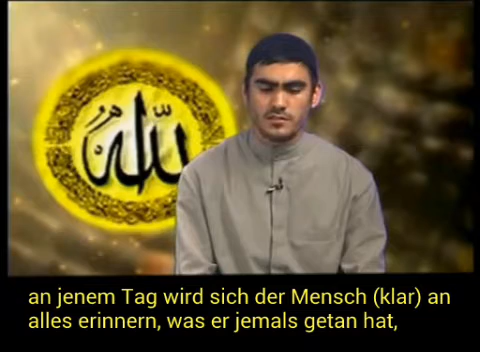 الله
an jenem Tag wird sich der Mensch (klar) an
alles erinnern, was er jemals getan hat,